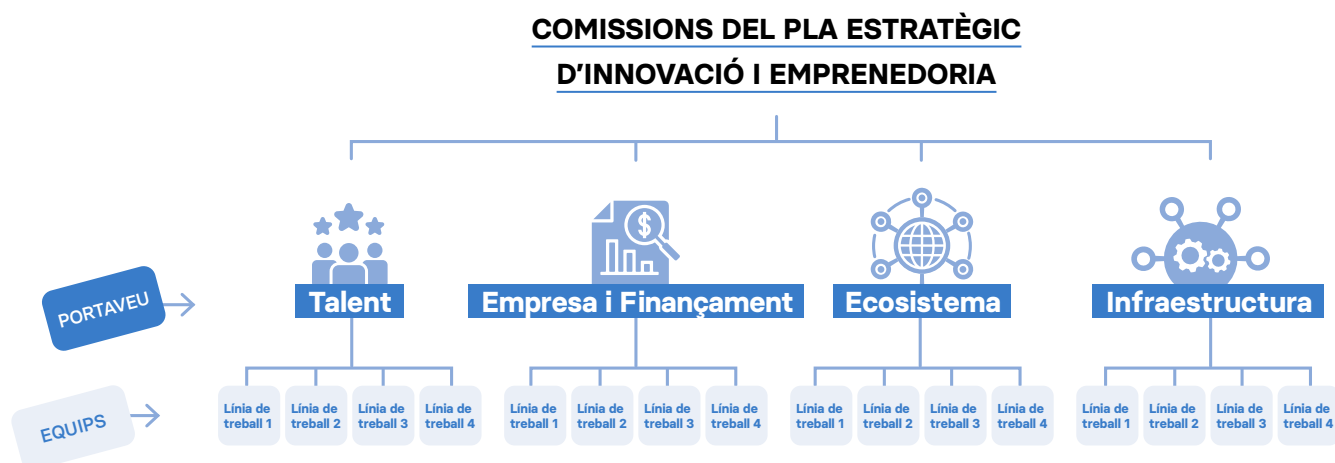 COMISSIONS DEL PLA ESTRATÈGIC
D'INNOVACIÓ I EMPRENEDORIA
PORTAVEU
Talent
Empresa i Finançament
Ecosistema
Infraestructura
EQUIPS
Línia de
treball 1
Línia de
treball 2
Línia de
treball 3
Línia de
treball 4
Línia de
treball 1
Línia de
treball 2
Línia de
treball 3
Línia de
treball 4
Línia de
treball 1
Línia de
treball 2
Línia de
treball 3
Línia de
treball 4
Línia de
treball 1
Línia de
treball 2
Línia de
treball 3
Línia de
treball 4